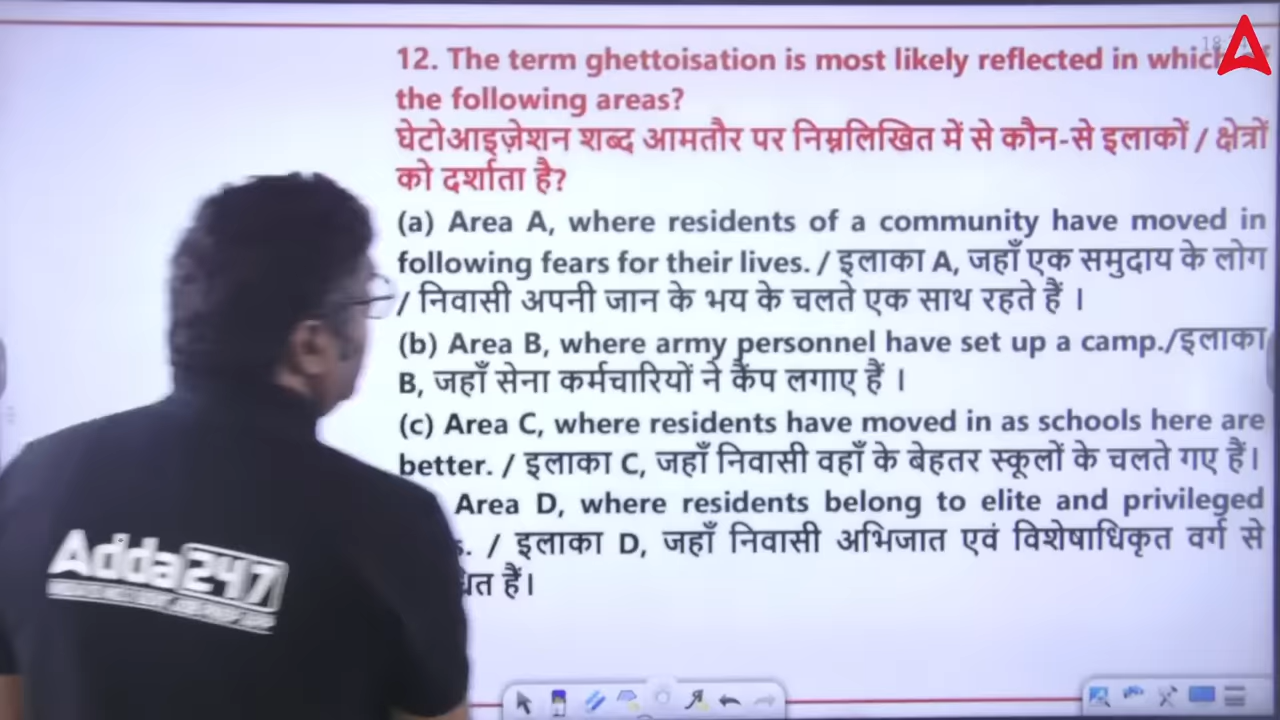 12. The term ghettoisation is most likely reflected in which of
the following areas?
घेटोआइज़ेशन शब्द आमतौर पर निम्नलिखित में से कौन-से इलाकों / क्षेत्रों
को दर्शाता है?
(a) Area A, where residents of a community have moved in
following fears for their lives. / इलाका A, जहाँ एक समुदाय के लोग
/ निवासी अपनी जान के भय के चलते एक साथ रहते हैं ।
(b) Area B, where army personnel have set up a camp./इलाका
B, जहाँ सेना कर्मचारियों ने कैंप लगाए हैं ।
(c) Area C, where residents have moved in as schools here are
better. / इलाका C, जहाँ निवासी वहाँ के बेहतर स्कूलों के चलते गए हैं।
Area D, where residents belong to elite and privileged
/ इलाका D, जहाँ निवासी अभिजात एवं विशेषाधिकृत वर्ग से
हैं।
Adda247